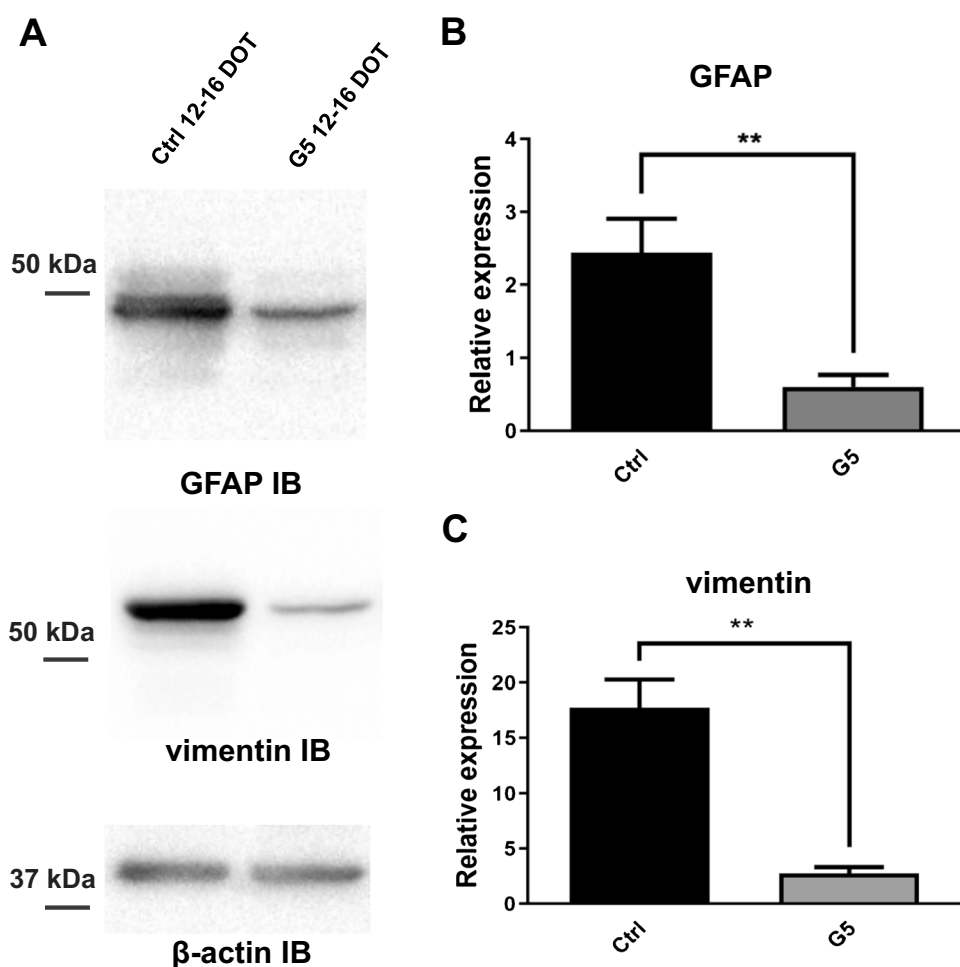 A
Ctrl 12-16 DOT
G5 12-16 DOT
50 kDa
GFAP IB
50 kDa
vimentin IB
37 kDa
β-actin IB
B
GFAP
**
Relative expression
4
3
2
1
0
Ctrl
G5
C
vimentin
**
Relative expression
25
20
15
10
5
0
Ctrl
G5